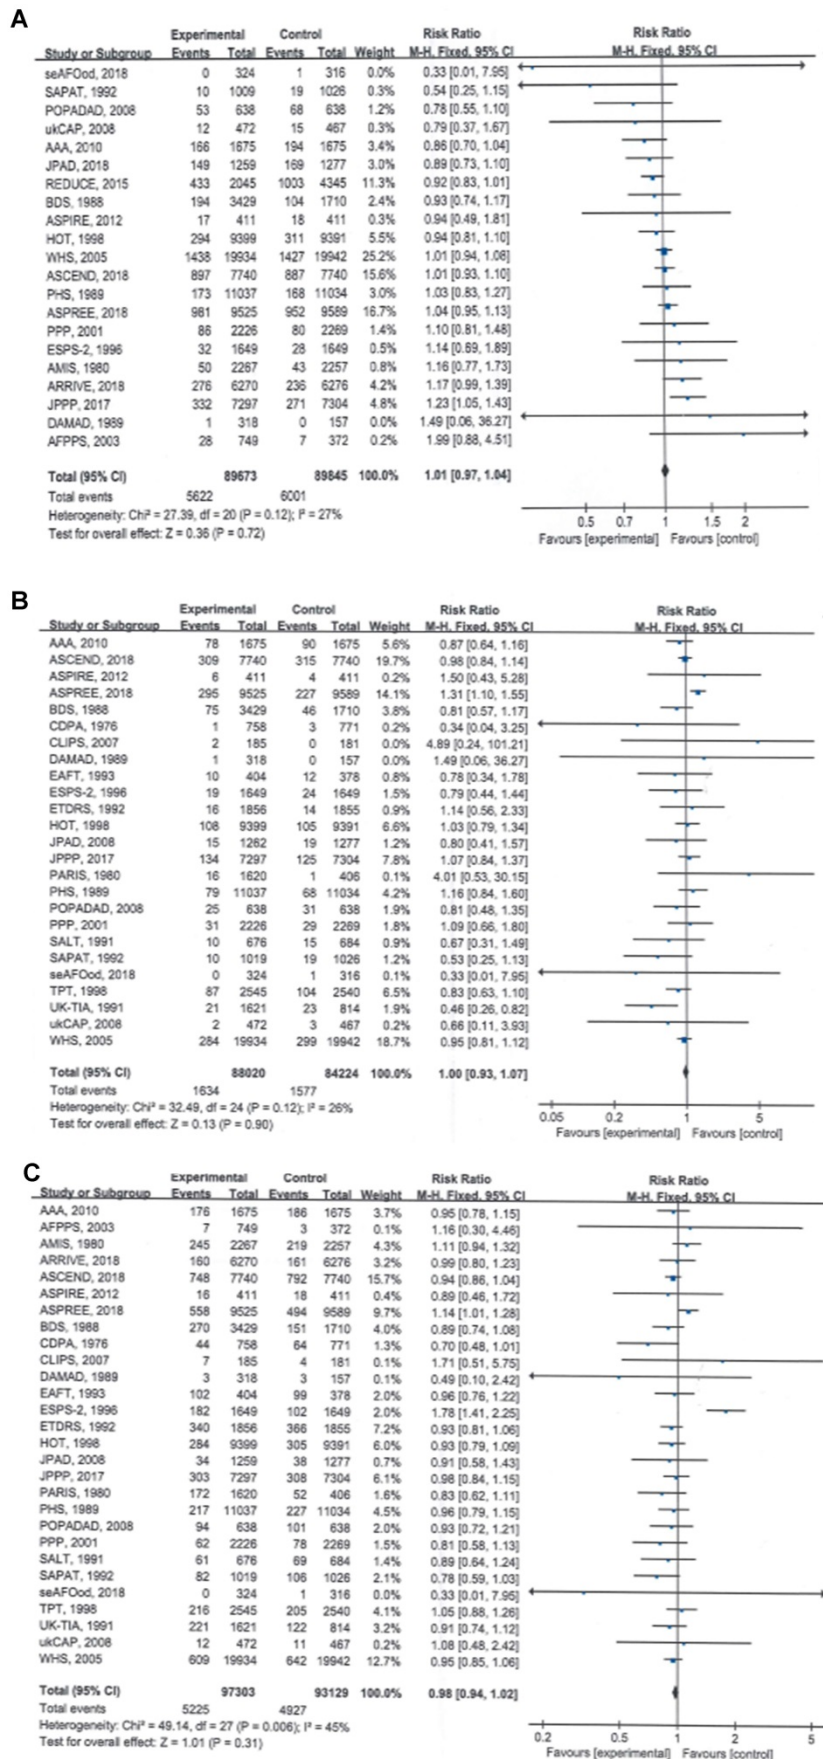 A
Experimental Control Risk Ratio Risk Ratio
Study or Subgroup Events Total Events Total Weight M-H. Fixed. 95% CI M-H. Fixed. 95% CI
seAFOod, 2018 0 324 1 316 0.0% 0.33 [0.01, 7.95]
SAPAT, 1992 10 1009 19 1026 0.3% 0.54 [0.25, 1.15]
POPADAD, 2008 53 638 68 638 1.2% 0.78 [0.55, 1.10]
ukCAP, 2008 12 472 15 467 0.3% 0.79 [0.37, 1.67]
AAA, 2010 166 1675 194 1675 3.4% 0.86 [0.70, 1.04]
JPAD, 2018 149 1259 169 1277 3.0% 0.89 [0.73, 1.10]
REDUCE, 2015 433 2045 1003 4345 11.3% 0.92 [0.83, 1.01]
BDS, 1988 194 3429 104 1710 2.4% 0.93 [0.74, 1.17]
ASPIRE, 2012 17 411 18 411 0.3% 0.94 [0.49, 1.81]
HOT, 1998 294 9399 311 9391 5.5% 0.94 [0.81, 1.10]
WHS, 2005 1438 19934 1427 19942 25.2% 1.01 [0.94, 1.08]
ASCEND, 2018 897 7740 887 7740 15.6% 1.01 [0.93, 1.10]
PHS, 1989 173 11037 168 11034 3.0% 1.03 [0.83, 1.27]
ASPREE, 2018 981 9525 952 9589 16.7% 1.04 [0.95, 1.13]
PPP, 2001 86 2226 80 2269 1.4% 1.10 [0.81, 1.48]
ESPS-2, 1996 32 1649 28 1649 0.5% 1.14 [0.69, 1.89]
AMIS, 1980 50 2267 43 2257 0.8% 1.16 [0.77, 1.73]
ARRIVE, 2018 276 6270 236 6276 4.2% 1.17 [0.99, 1.39]
JPPP, 2017 332 7297 271 7304 4.8% 1.23 [1.05, 1.43]
DAMAD, 1989 1 318 0 157 0.0% 1.49 [0.06, 36.27]
AFPPS, 2003 28 749 7 372 0.2% 1.99 [0.88, 4.51]
Total (95% CI) 89673 89845 100.0% 1.01 [0.97, 1.04]
Total events 5622 6001
Heterogeneity: Chi² = 27.39, df = 20 (P = 0.12); I² = 27%
Test for overall effect: Z = 0.36 (P = 0.72)
0.5 0.7 1 1.5 2
Favours [experimental] Favours [control]
B
Experimental Control Risk Ratio Risk Ratio
Study or Subgroup Events Total Events Total Weight M-H. Fixed. 95% CI M-H. Fixed. 95% CI
AAA, 2010 78 1675 90 1675 5.6% 0.87 [0.64, 1.16]
ASCEND, 2018 309 7740 315 7740 19.7% 0.98 [0.84, 1.14]
ASPIRE, 2012 6 411 4 411 0.2% 1.50 [0.43, 5.28]
ASPREE, 2018 295 9525 227 9589 14.1% 1.31 [1.10, 1.55]
BDS, 1988 75 3429 46 1710 3.8% 0.81 [0.57, 1.17]
CDPA, 1976 1 758 3 771 0.2% 0.34 [0.04, 3.25]
CLIPS, 2007 2 185 0 181 0.0% 4.89 [0.24, 101.21]
DAMAD, 1989 1 318 0 157 0.0% 1.49 [0.06, 36.27]
EAFT, 1993 10 404 12 378 0.8% 0.78 [0.34, 1.78]
ESPS-2, 1996 19 1649 24 1649 1.5% 0.79 [0.44, 1.44]
ETDRS, 1992 16 1856 14 1855 0.9% 1.14 [0.56, 2.33]
HOT, 1998 108 9399 105 9391 6.6% 1.03 [0.79, 1.34]
JPAD, 2008 15 1262 19 1277 1.2% 0.80 [0.41, 1.57]
JPPP, 2017 134 7297 125 7304 7.8% 1.07 [0.84, 1.37]
PARIS, 1980 16 1620 1 406 0.1% 4.01 [0.53, 30.15]
PHS, 1989 79 11037 68 11034 4.2% 1.16 [0.84, 1.60]
POPADAD, 2008 25 638 31 638 1.9% 0.81 [0.48, 1.35]
PPP, 2001 31 2226 29 2269 1.8% 1.09 [0.66, 1.80]
SALT, 1991 10 676 15 684 0.9% 0.67 [0.31, 1.49]
SAPAT, 1992 10 1019 19 1026 1.2% 0.53 [0.25, 1.13]
seAFOod, 2018 0 324 1 316 0.1% 0.33 [0.01, 7.95]
TPT, 1998 87 2545 104 2540 6.5% 0.83 [0.63, 1.10]
UK-TIA, 1991 21 1621 23 814 1.9% 0.46 [0.26, 0.82]
ukCAP, 2008 2 472 3 467 0.2% 0.66 [0.11, 3.93]
WHS, 2005 284 19934 299 19942 18.7% 0.95 [0.81, 1.12]
Total (95% CI) 88020 84224 100.0% 1.00 [0.93, 1.07]
Total events 1634 1577
Heterogeneity: Chi² = 32.49, df = 24 (P = 0.12); I² = 26%
Test for overall effect: Z = 0.13 (P = 0.90)
0.05 0.2 1 5
Favours [experimental] Favours [control]
C
Experimental Control Risk Ratio Risk Ratio
Study or Subgroup Events Total Events Total Weight M-H. Fixed. 95% CI M-H. Fixed. 95% CI
AAA, 2010 176 1675 186 1675 3.7% 0.95 [0.78, 1.15]
AFPPS, 2003 7 749 3 372 0.1% 1.16 [0.30, 4.46]
AMIS, 1980 245 2267 219 2257 4.3% 1.11 [0.94, 1.32]
ARRIVE, 2018 160 6270 161 6276 3.2% 0.99 [0.80, 1.23]
ASCEND, 2018 748 7740 792 7740 15.7% 0.94 [0.86, 1.04]
ASPIRE, 2012 16 411 18 411 0.4% 0.89 [0.46, 1.72]
ASPREE, 2018 558 9525 494 9589 9.7% 1.14 [1.01, 1.28]
BDS, 1988 270 3429 151 1710 4.0% 0.89 [0.74, 1.08]
CDPA, 1976 44 758 64 771 1.3% 0.70 [0.48, 1.01]
CLIPS, 2007 7 185 4 181 0.1% 1.71 [0.51, 5.75]
DAMAD, 1989 3 318 3 157 0.1% 0.49 [0.10, 2.42]
EAFT, 1993 102 404 99 378 2.0% 0.96 [0.76, 1.22]
ESPS-2, 1996 182 1649 102 1649 2.0% 1.78 [1.41, 2.25]
ETDRS, 1992 340 1856 366 1855 7.2% 0.93 [0.81, 1.06]
HOT, 1998 284 9399 305 9391 6.0% 0.93 [0.79, 1.09]
JPAD, 2008 34 1259 38 1277 0.7% 0.91 [0.58, 1.43]
JPPP, 2017 303 7297 308 7304 6.1% 0.98 [0.84, 1.15]
PARIS, 1980 172 1620 52 406 1.6% 0.83 [0.62, 1.11]
PHS, 1989 217 11037 227 11034 4.5% 0.96 [0.79, 1.15]
POPADAD, 2008 94 638 101 638 2.0% 0.93 [0.72, 1.21]
PPP, 2001 62 2226 78 2269 1.5% 0.81 [0.58, 1.13]
SALT, 1991 61 676 69 684 1.4% 0.89 [0.64, 1.24]
SAPAT, 1992 82 1019 106 1026 2.1% 0.78 [0.59, 1.03]
seAFOod, 2018 0 324 1 316 0.0% 0.33 [0.01, 7.95]
TPT, 1998 216 2545 205 2540 4.1% 1.05 [0.88, 1.26]
UK-TIA, 1991 221 1621 122 814 3.2% 0.91 [0.74, 1.12]
ukCAP, 2008 12 472 11 467 0.2% 1.08 [0.48, 2.42]
WHS, 2005 609 19934 642 19942 12.7% 0.95 [0.85, 1.06]
Total (95% CI) 97303 93129 100.0% 0.98 [0.94, 1.02]
Total events 5225 4927
Heterogeneity: Chi² = 49.14, df = 27 (P = 0.006); I² = 45%
Test for overall effect: Z = 1.01 (P = 0.31)
0.2 0.5 1 2 5
Favours [experimental] Favours [control]